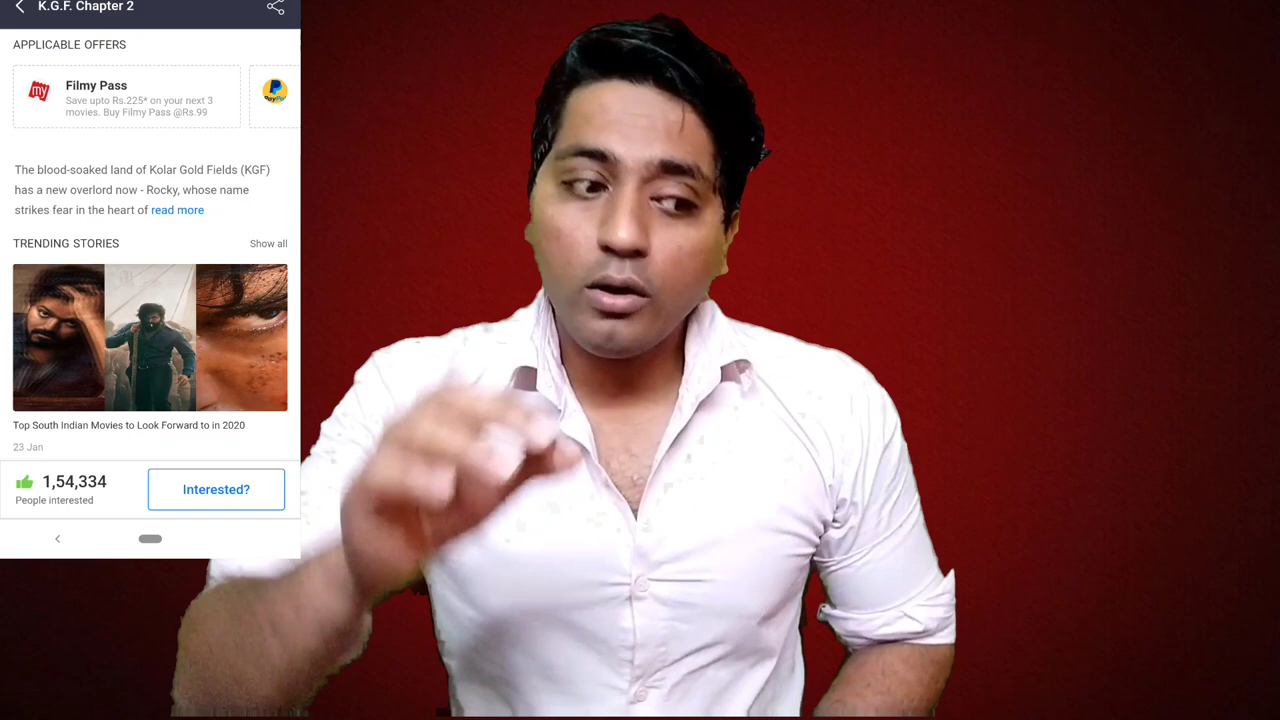 K.G.F. Chapter 2
APPLICABLE OFFERS
my
Filmy Pass
Save upto Rs.225* on your next 3
movies. Buy Filmy Pass @Rs.99
PayPal
The blood-soaked land of Kolar Gold Fields (KGF)
has a new overlord now - Rocky, whose name
strikes fear in the heart of read more
TRENDING STORIES
Show all
Top South Indian Movies to Look Forward to in 2020
23 Jan
1,54,334
People interested
Interested?